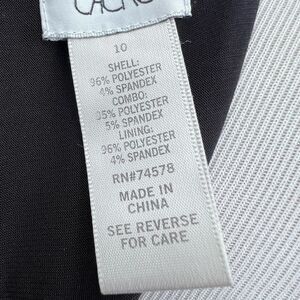 10
SHELL:
96% POLYESTER
4% SPANDEX
COMBO:
95% POLYESTER
5% SPANDEX
LINING:
96% POLYESTER
4% SPANDEX
RN#74578
MADE IN
CHINA
SEE REVERSE
FOR CARE